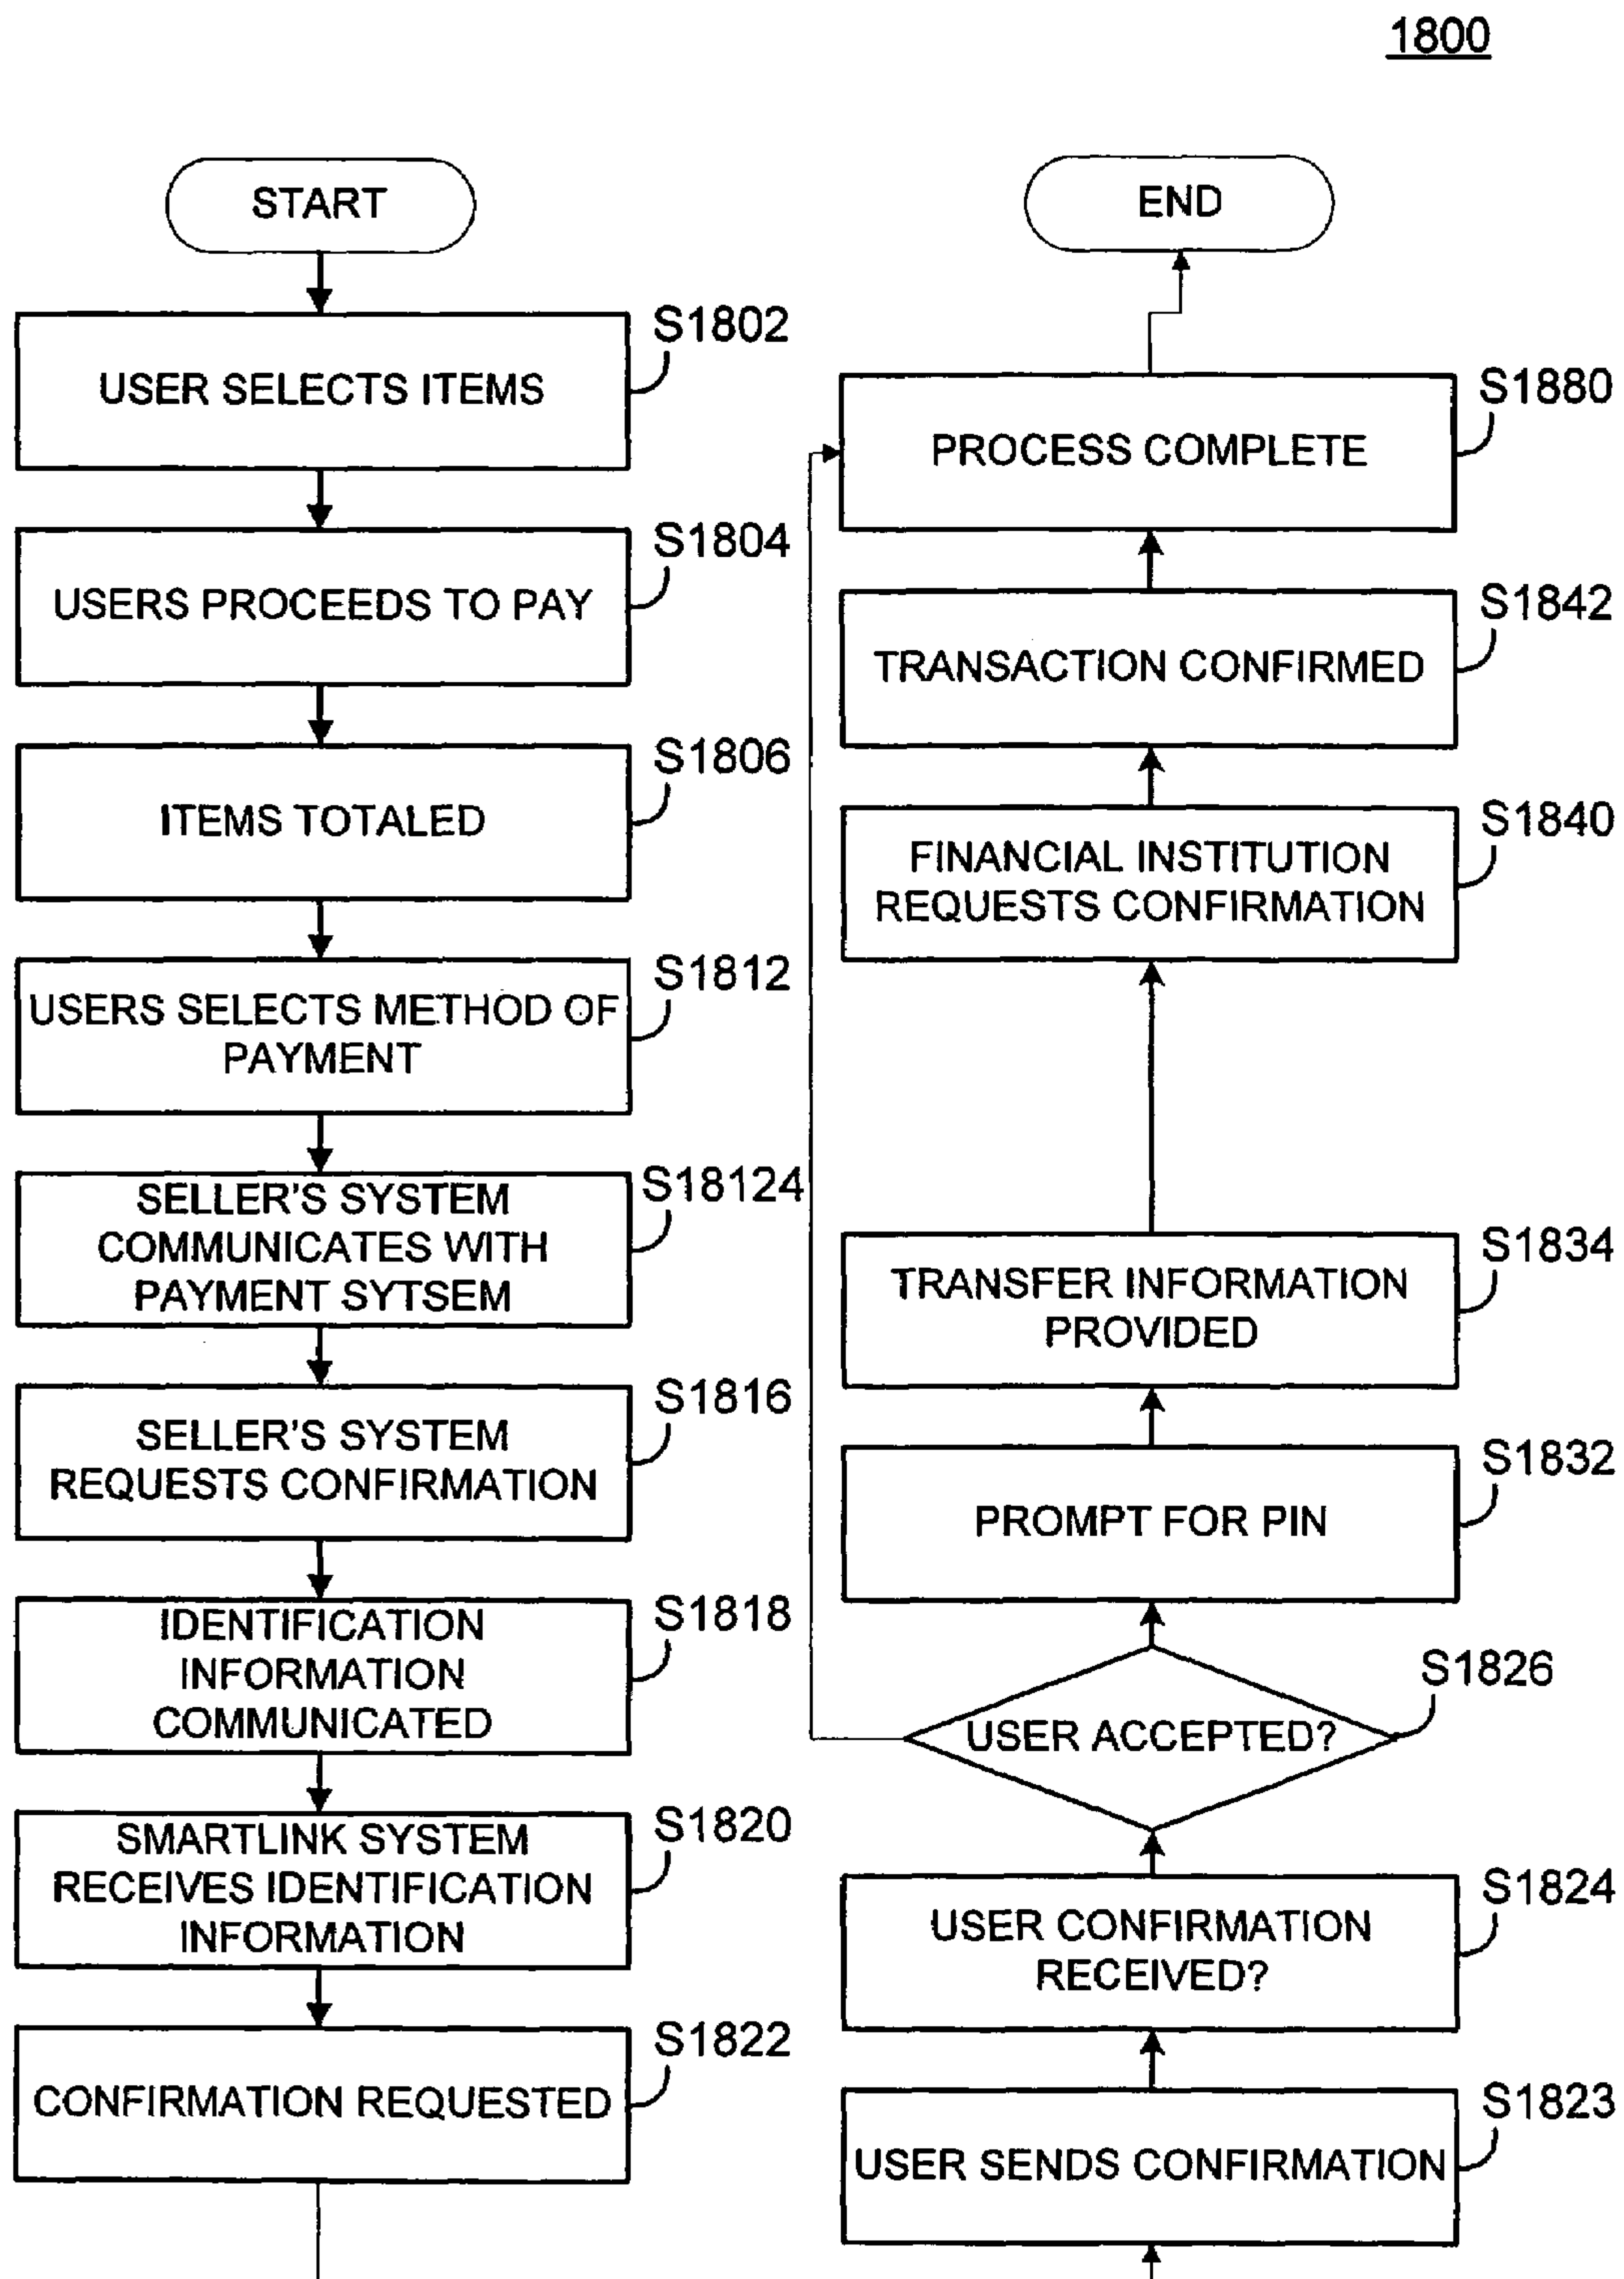 1800
START
S1802
USER SELECTS ITEMS
S1804
USERS PROCEEDS TO PAY
S1806
ITEMS TOTALED
S1812
USERS SELECTS METHOD OF
PAYMENT
S18124
SELLER'S SYSTEM
COMMUNICATES WITH
PAYMENT SYTSEM
S1816
SELLER'S SYSTEM
REQUESTS CONFIRMATION
S1818
IDENTIFICATION
INFORMATION
COMMUNICATED
S1820
SMARTLINK SYSTEM
RECEIVES IDENTIFICATION
INFORMATION
S1822
CONFIRMATION REQUESTED
END
S1880
PROCESS COMPLETE
S1842
TRANSACTION CONFIRMED
S1840
FINANCIAL INSTITUTION
REQUESTS CONFIRMATION
S1834
TRANSFER INFORMATION
PROVIDED
S1832
PROMPT FOR PIN
S1826
USER ACCEPTED?
S1824
USER CONFIRMATION
RECEIVED?
S1823
USER SENDS CONFIRMATION